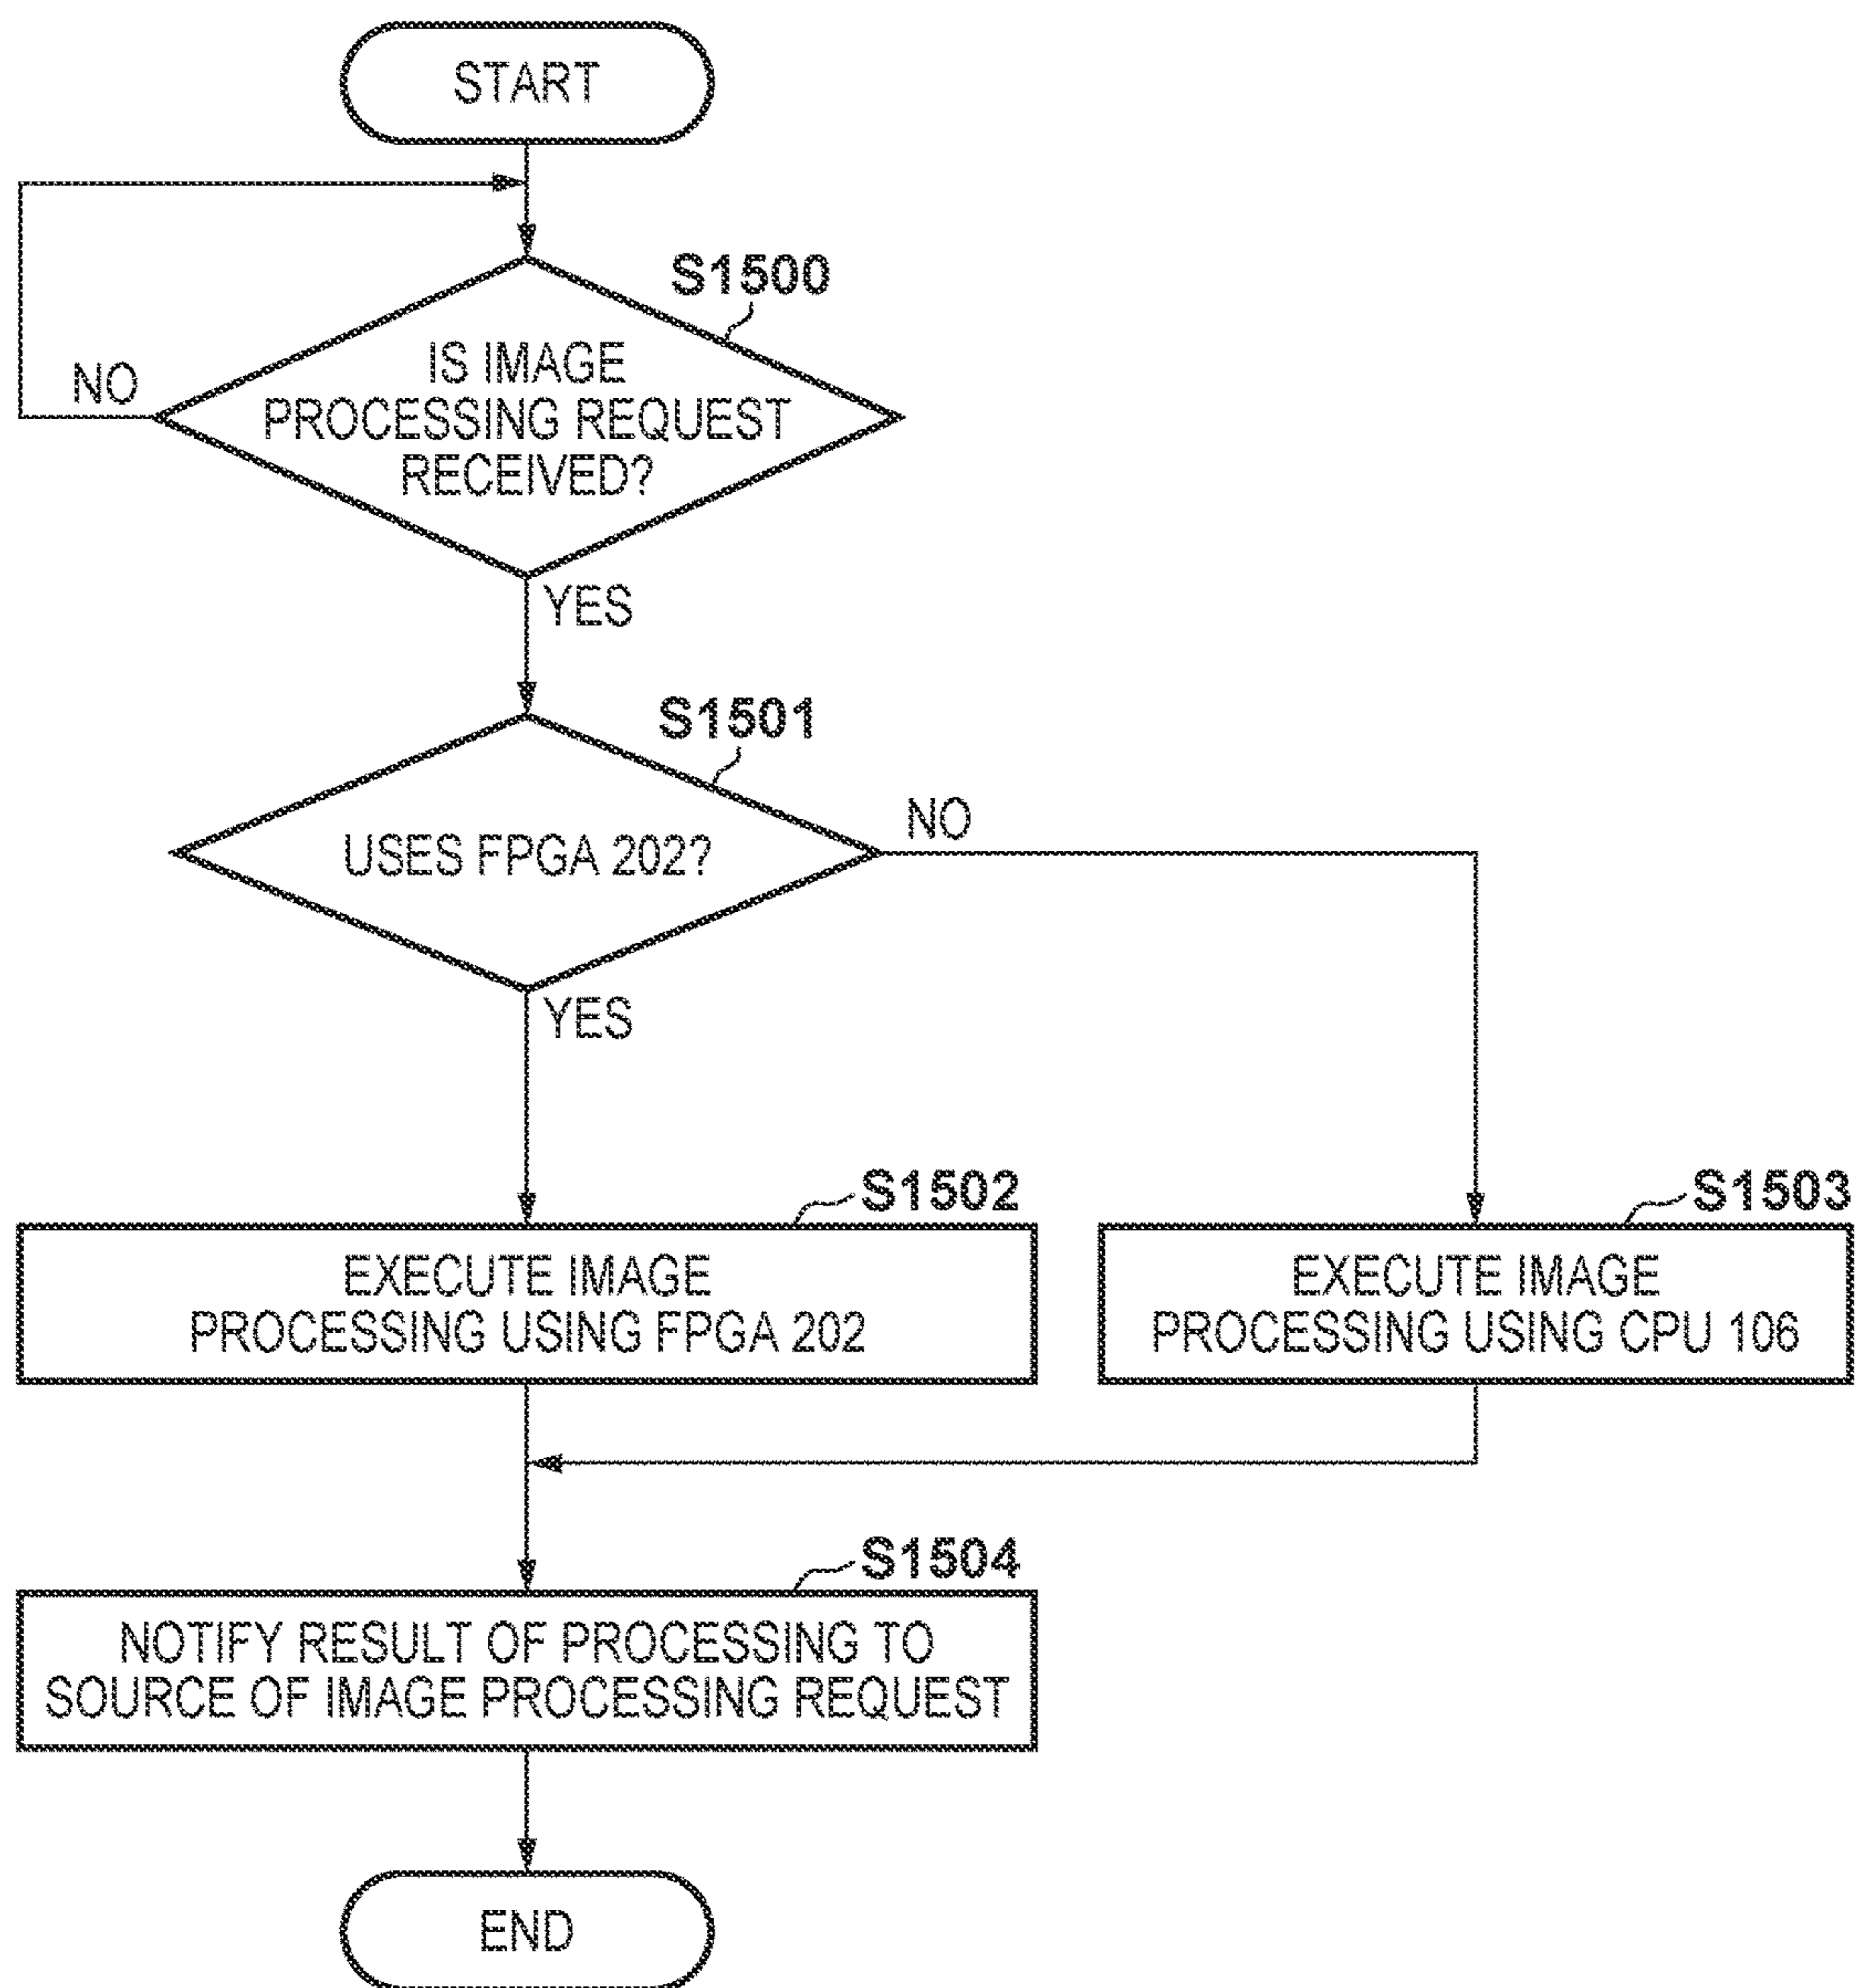 START
S1500
IS IMAGE
PROCESSING REQUEST
RECEIVED?
NO
YES
S1501
USES FPGA 202?
NO
YES
S1502
EXECUTE IMAGE
PROCESSING USING FPGA 202
S1503
EXECUTE IMAGE
PROCESSING USING CPU 106
S1504
NOTIFY RESULT OF PROCESSING TO
SOURCE OF IMAGE PROCESSING REQUEST
END